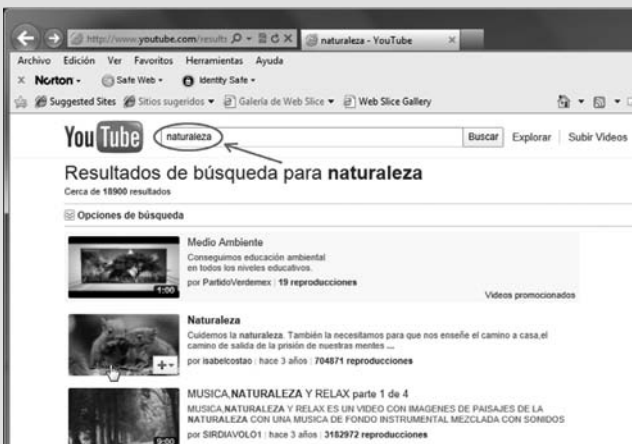 http://www.youtube.com/results
naturaleza - YouTube
Archivo Edición Ver Favoritos Herramientas Ayuda
Norton - Safe Web - Identity Safe -
Suggested Sites Sitios sugeridos Galería de Web Slice Web Slice Gallery
YouTube naturaleza Buscar Explorar Subir Videos
Resultados de búsqueda para naturaleza
Cerca de 18900 resultados
Opciones de búsqueda
Medio Ambiente
Conseguimos educación ambiental
en todos los niveles educativos.
por PartidoVerdemex | 19 reproducciones
1:00
Videos promocionados
Naturaleza
Cuidemos la naturaleza. También la necesitamos para que nos enseñe el camino a casa,el
camino de salida de la prisión de nuestras mentes ...
por isabelcostao | hace 3 años | 704871 reproducciones
MUSICA,NATURALEZA Y RELAX parte 1 de 4
MUSICA,NATURALEZA Y RELAX ES UN VIDEO CON IMAGENES DE PAISAJES DE LA
NATURALEZA CON UNA MUSICA DE FONDO INSTRUMENTAL MEZCLADA CON SONIDOS
por SIRDIAVOLO1 | hace 3 años | 3182972 reproducciones
9:00